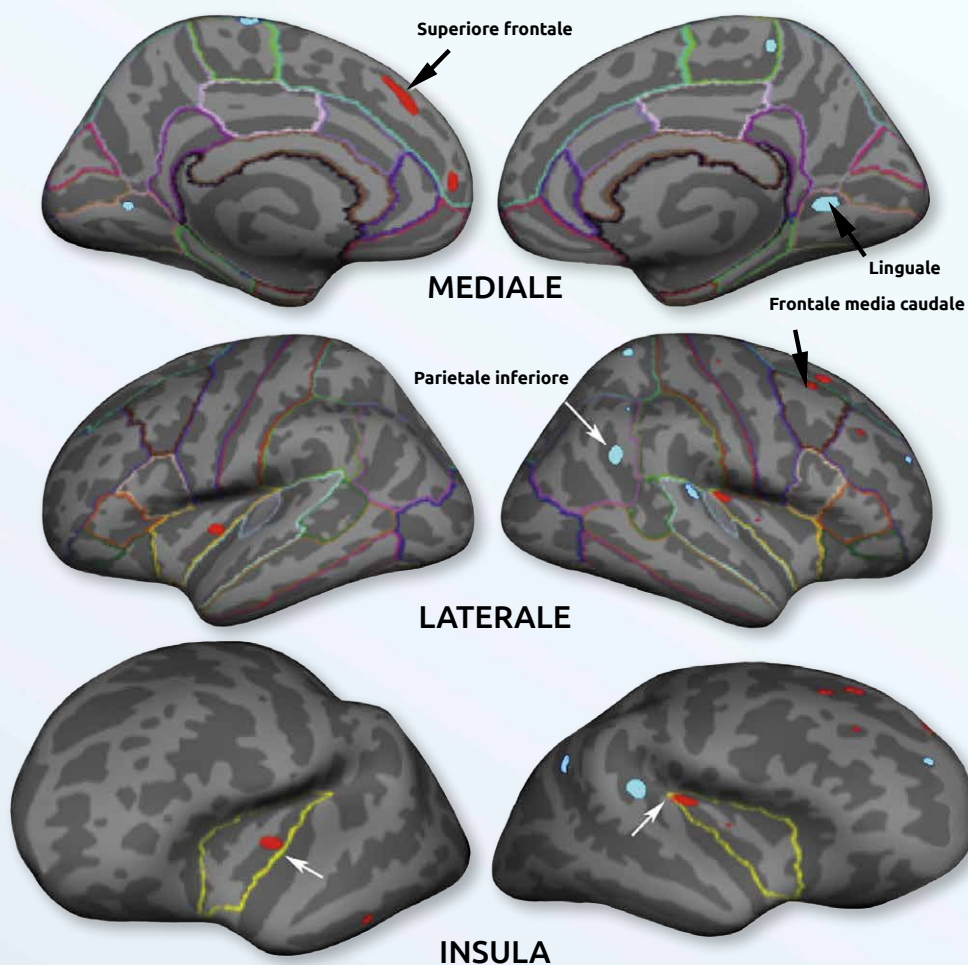 Superiore frontale
MEDIALE
Linguale
Frontale media caudale
Parietale inferiore
LATERALE
INSULA